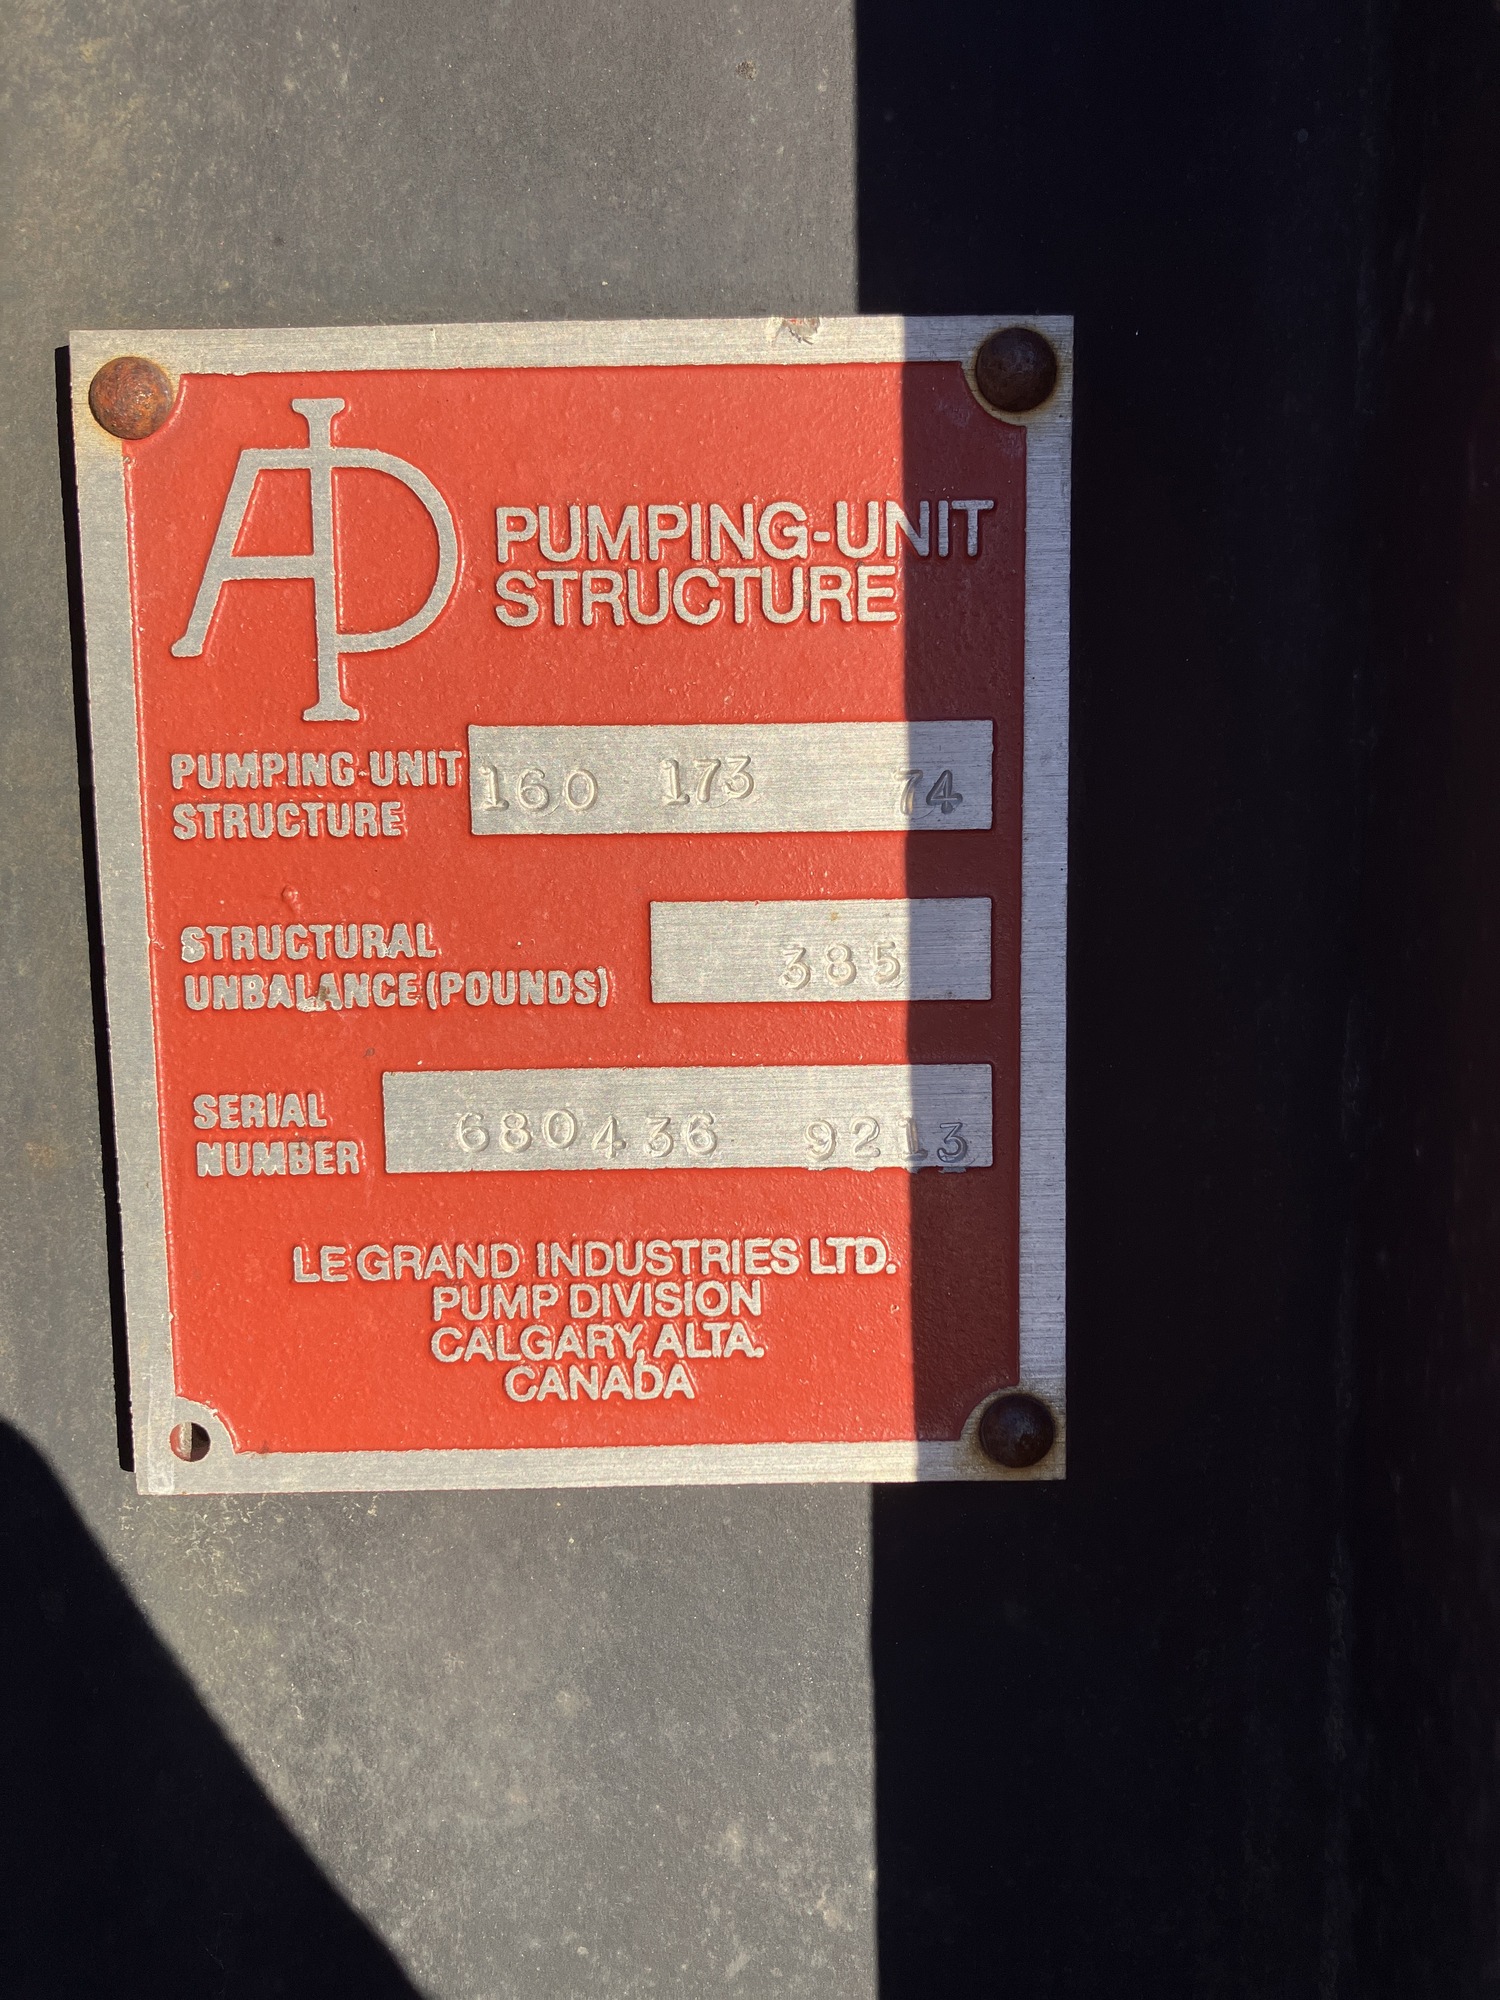 API
PUMPING-UNIT
STRUCTURE
PUMPING-UNIT
STRUCTURE
160 173 74
STRUCTURAL
UNBALANCE (POUNDS)
385
SERIAL
NUMBER
680436 9213
LE GRAND INDUSTRIES LTD.
PUMP DIVISION
CALGARY, ALTA.
CANADA